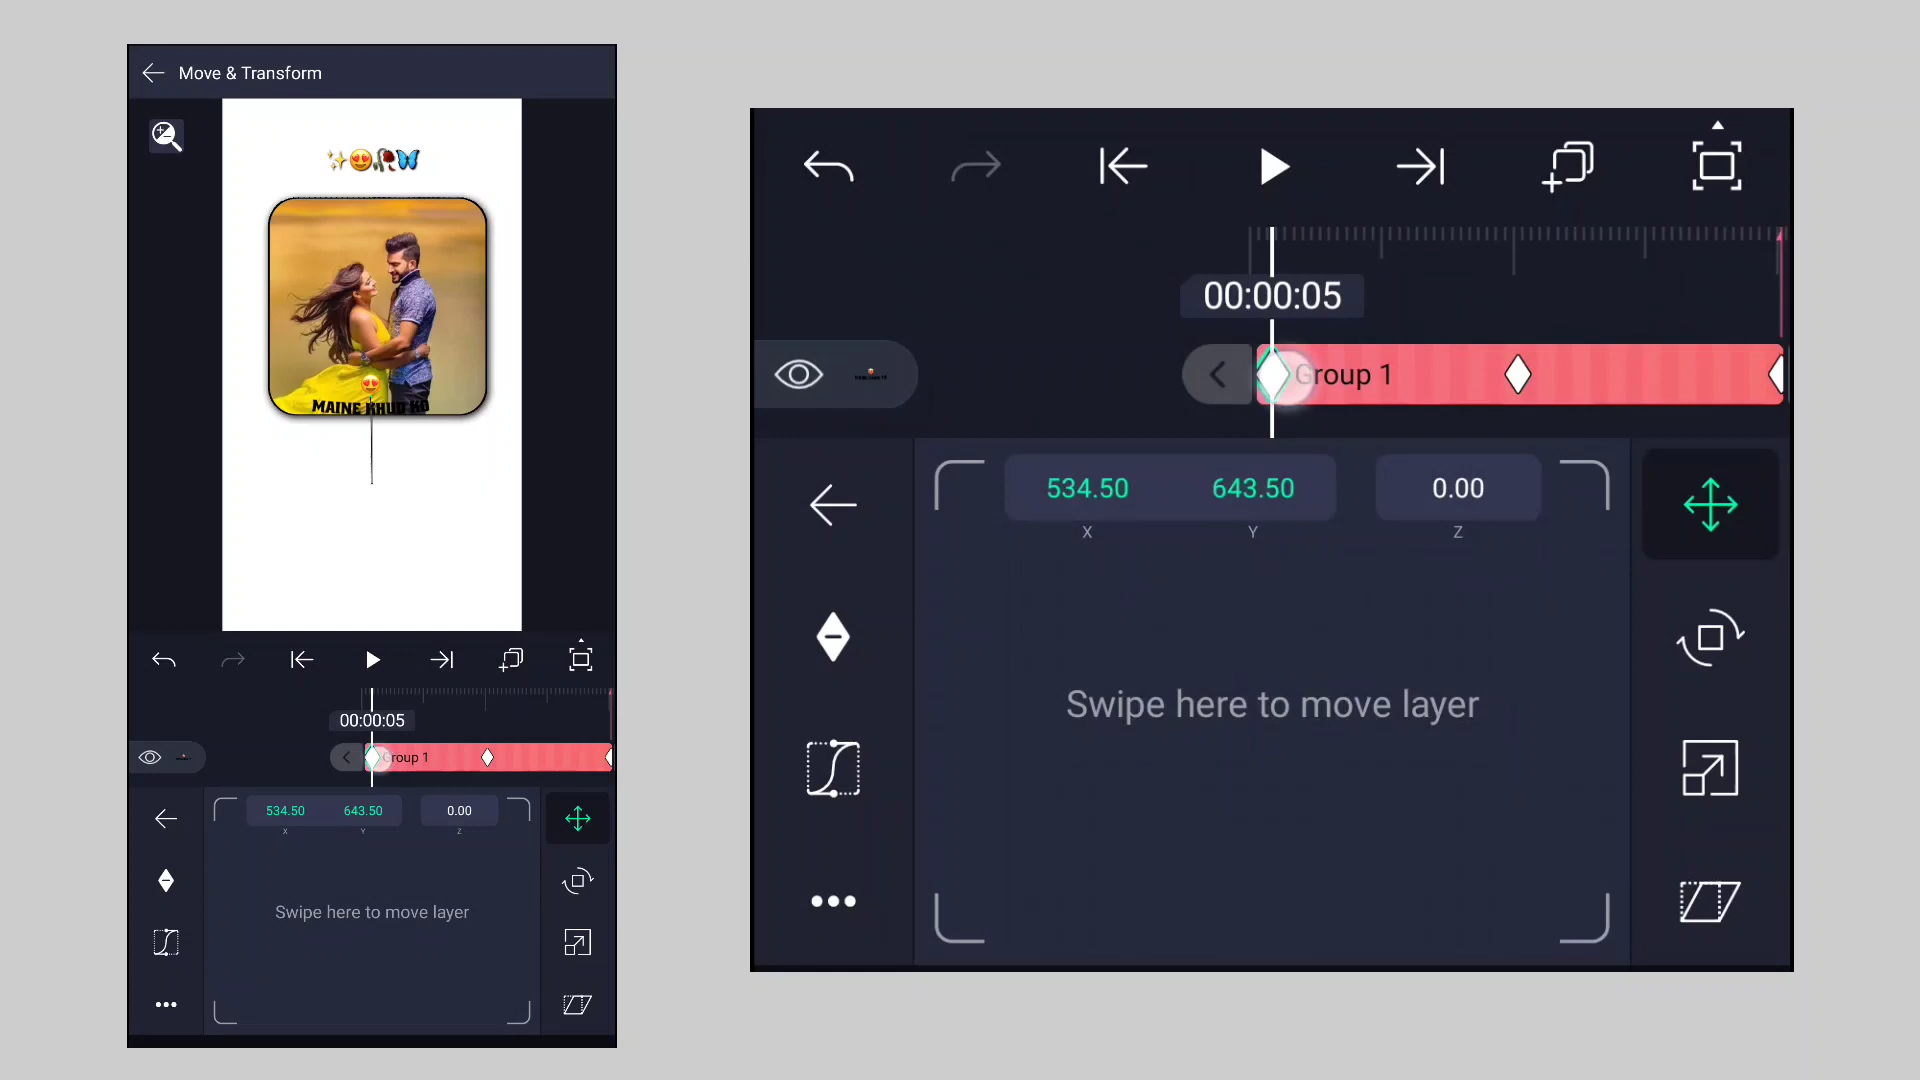 Move & Transform
MAINE KHUD KO
00:00:05
Group 1
534.50 643.50 0.00
X Y Z
Swipe here to move layer
00:00:05
Group 1
534.50 643.50 0.00
X Y Z
Swipe here to move layer